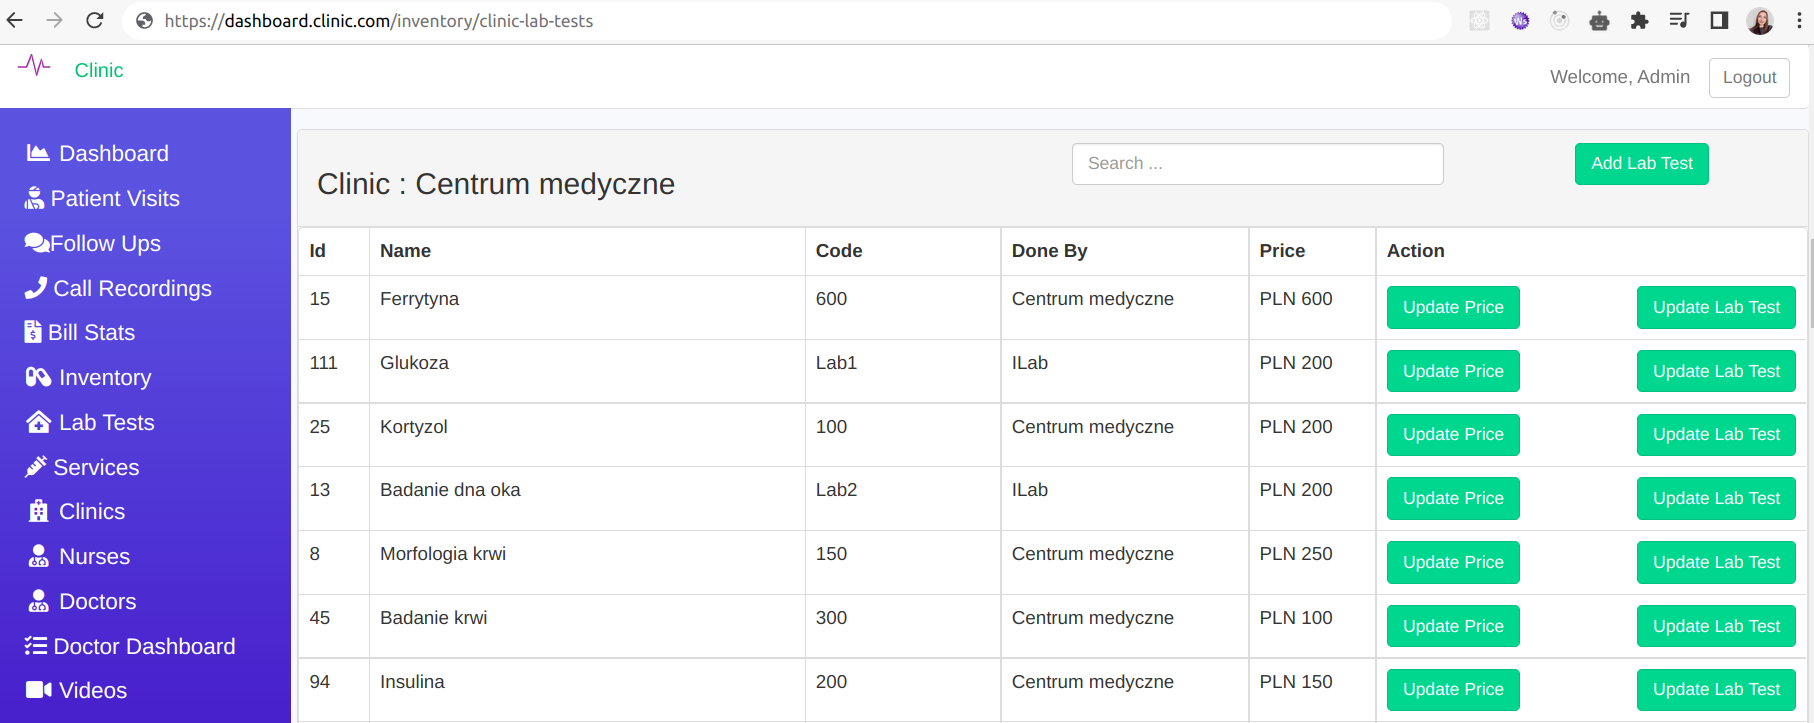 https://dashboard.clinic.com/inventory/clinic-lab-tests
Ws
Clinic
Welcome, Admin
Logout
Dashboard
Patient Visits
Follow Ups
Call Recordings
Bill Stats
Inventory
Lab Tests
Services
Clinics
Nurses
Doctors
Doctor Dashboard
Videos
Clinic : Centrum medyczne
Search ...
Add Lab Test
Id Name Code Done By Price Action
15 Ferrytyna 600 Centrum medyczne PLN 600 Update Price Update Lab Test
111 Glukoza Lab1 ILab PLN 200 Update Price Update Lab Test
25 Kortyzol 100 Centrum medyczne PLN 200 Update Price Update Lab Test
13 Badanie dna oka Lab2 ILab PLN 200 Update Price Update Lab Test
8 Morfologia krwi 150 Centrum medyczne PLN 250 Update Price Update Lab Test
45 Badanie krwi 300 Centrum medyczne PLN 100 Update Price Update Lab Test
94 Insulina 200 Centrum medyczne PLN 150 Update Price Update Lab Test